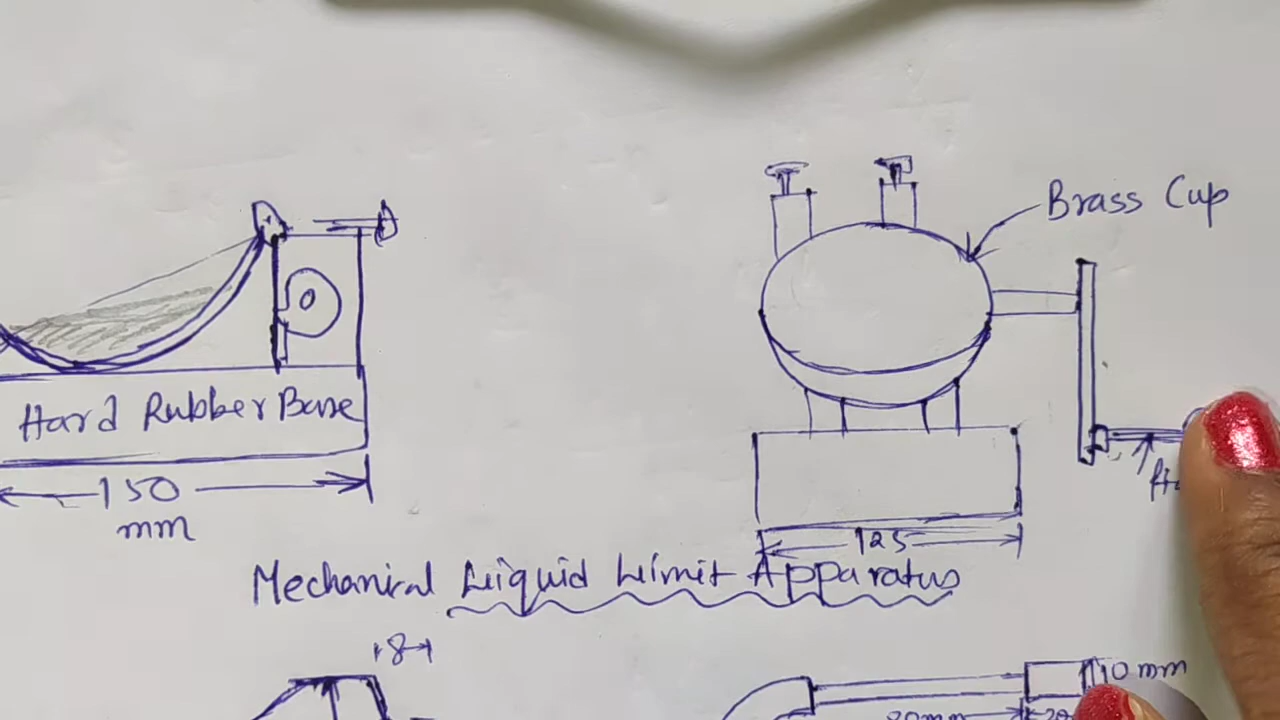 Brass Cup
Hard Rubber Base
150
mm
125
Mechanical Liquid Limit Apparatus
8
10 mm